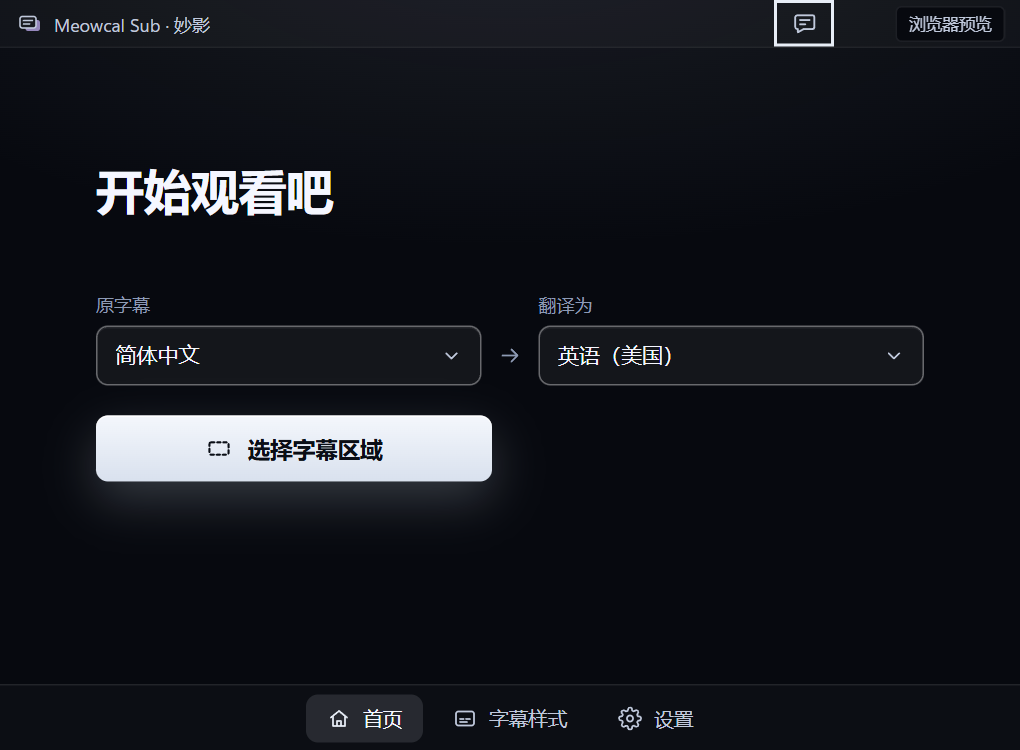 Meowcal Sub · 妙影
浏览器预览
开始观看吧
原字幕
翻译为
简体中文
英语（美国）
选择字幕区域
首页
字幕样式
设置